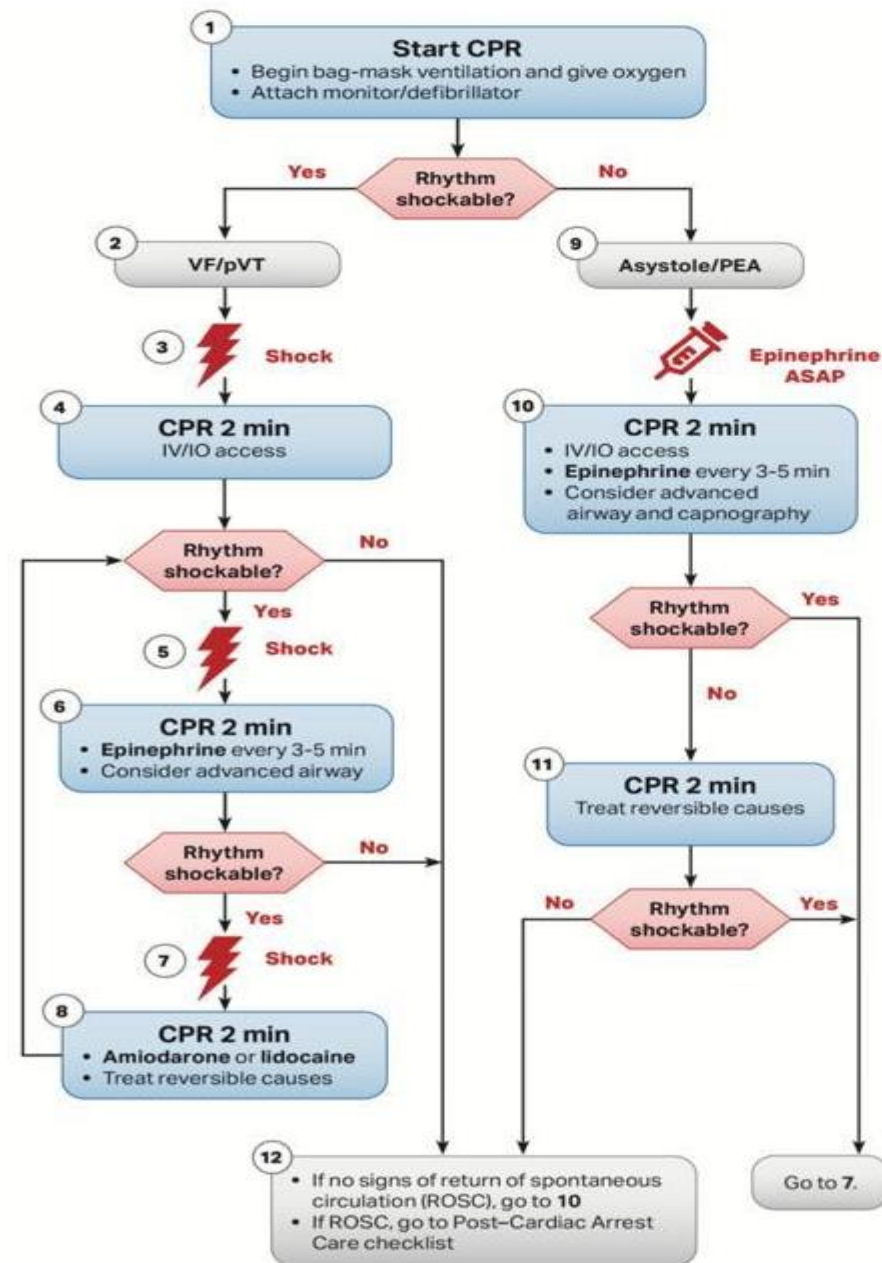 1
Start CPR
• Begin bag-mask ventilation and give oxygen
• Attach monitor/defibrillator
Yes
Rhythm
shockable?
No
2
VF/pVT
3
Shock
4
CPR 2 min
IV/IO access
Rhythm
shockable?
No
Yes
5
Shock
6
CPR 2 min
• Epinephrine every 3-5 min
• Consider advanced airway
Rhythm
shockable?
No
Yes
7
Shock
8
CPR 2 min
• Amiodarone or lidocaine
• Treat reversible causes
9
Asystole/PEA
Epinephrine
ASAP
10
CPR 2 min
• IV/IO access
• Epinephrine every 3-5 min
• Consider advanced
airway and capnography
Rhythm
shockable?
Yes
No
11
CPR 2 min
Treat reversible causes
No
Rhythm
shockable?
Yes
12
• If no signs of return of spontaneous
circulation (ROSC), go to 10
• If ROSC, go to Post–Cardiac Arrest
Care checklist
Go to 7.